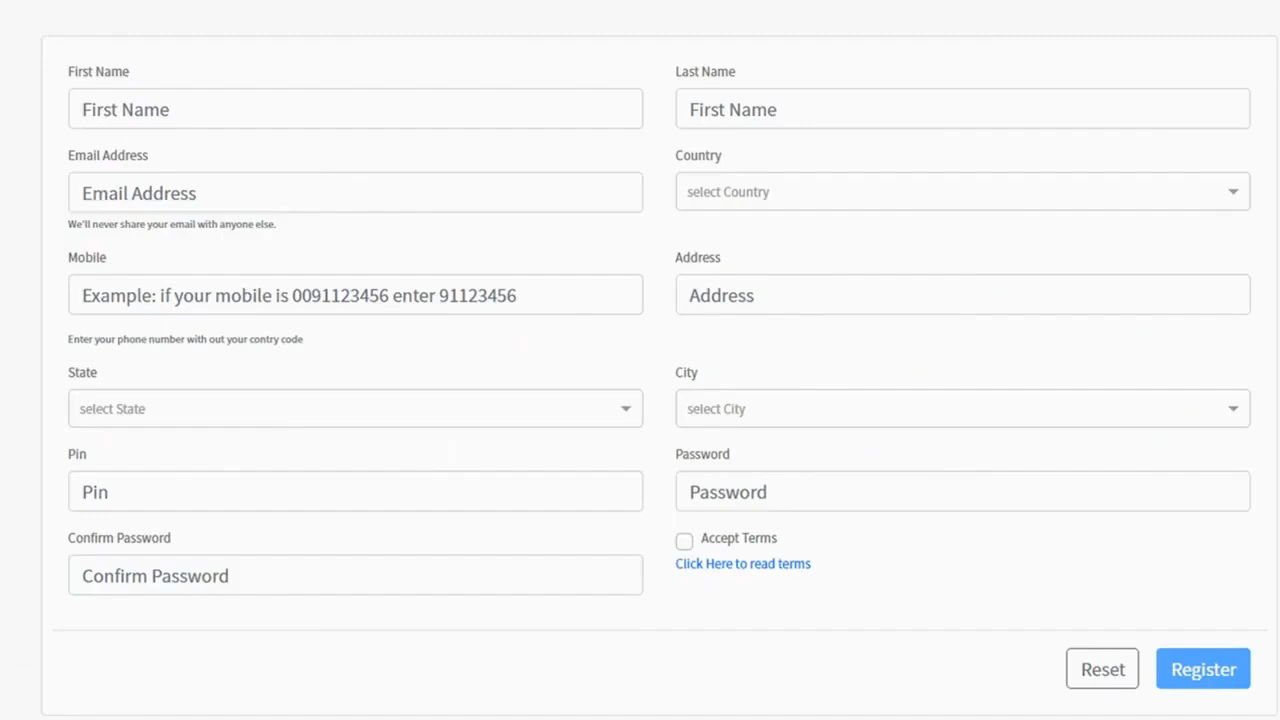 First Name
Last Name
First Name
First Name
Email Address
Country
Email Address
select Country
We'll never share your email with anyone else.
Mobile
Address
Example: if your mobile is 0091123456 enter 91123456
Address
Enter your phone number with out your contry code
State
City
select State
select City
Pin
Password
Pin
Password
Confirm Password
Accept Terms
Click Here to read terms
Confirm Password
Reset
Register